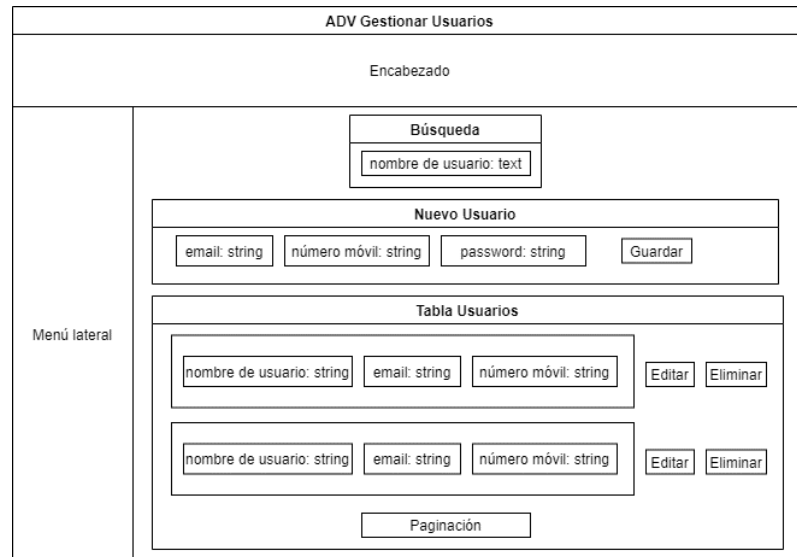 ADV Gestionar Usuarios
Encabezado
Menú lateral
Búsqueda
nombre de usuario: text
Nuevo Usuario
email: string número móvil: string password: string Guardar
Tabla Usuarios
nombre de usuario: string email: string número móvil: string Editar Eliminar
nombre de usuario: string email: string número móvil: string Editar Eliminar
Paginación